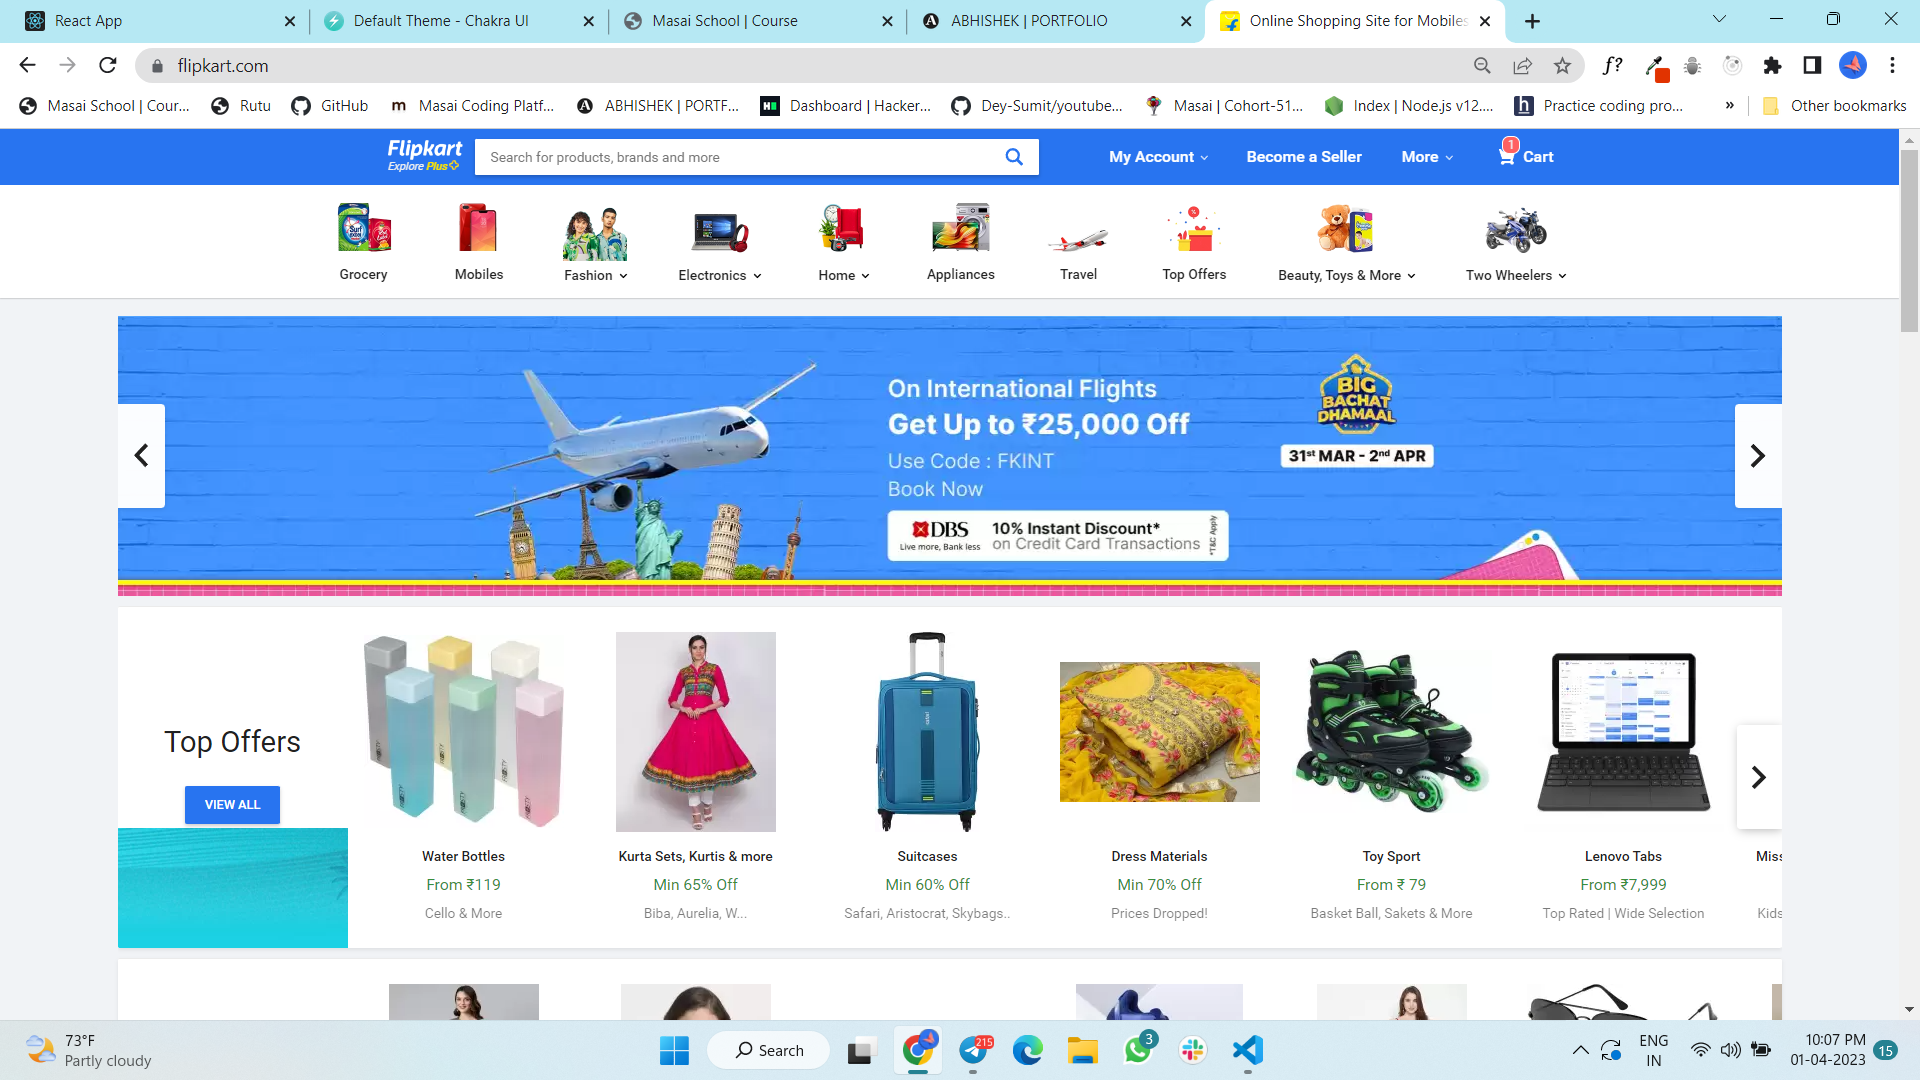 React App
Default Theme - Chakra UI
Masai School | Course
ABHISHEK | PORTFOLIO
Online Shopping Site for Mobiles
flipkart.com
f?
Masai School | Cour...
Rutu
GitHub
Masai Coding Platf...
ABHISHEK | PORTF...
Dashboard | Hacker...
Dey-Sumit/youtube...
Masai | Cohort-51...
Index | Node.js v12....
Practice coding pro...
»
Other bookmarks
Flipkart
Explore Plus
Search for products, brands and more
My Account
Become a Seller
More
1
Cart
Grocery
Mobiles
Fashion
Electronics
Home
Appliances
Travel
Top Offers
Beauty, Toys & More
Two Wheelers
On International Flights
Get Up to ₹25,000 Off
Use Code : FKINT
Book Now
DBS
Live more, Bank less
10% Instant Discount*
on Credit Card Transactions
*T&C Apply
BIG
BACHAT
DHAMAAL
31st MAR - 2nd APR
Top Offers
VIEW ALL
Water Bottles
From ₹119
Cello & More
Kurta Sets, Kurtis & more
Min 65% Off
Biba, Aurelia, W...
Suitcases
Min 60% Off
Safari, Aristocrat, Skybags..
Dress Materials
Min 70% Off
Prices Dropped!
Toy Sport
From ₹ 79
Basket Ball, Sakets & More
Lenovo Tabs
From ₹7,999
Top Rated | Wide Selection
Miss
Kids
73°F
Partly cloudy
Search
215
3
ENG
IN
10:07 PM
01-04-2023
15